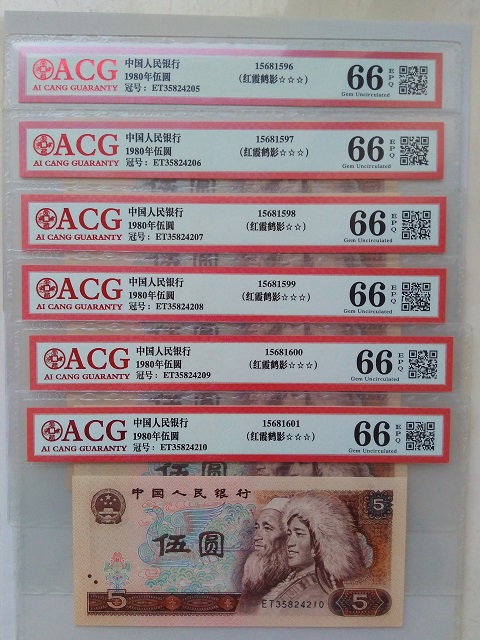 ACG
AI CANG GUARANTY
中国人民银行
1980年伍圆
冠号: ET35824205
15681596
(红霞鹤影☆☆☆)
66 EPQ
Gem Uncirculated
ACG
AI CANG GUARANTY
中国人民银行
1980年伍圆
冠号: ET35824206
15681597
(红霞鹤影☆☆☆)
66 EPQ
Gem Uncirculated
ACG
AI CANG GUARANTY
中国人民银行
1980年伍圆
冠号: ET35824207
15681598
(红霞鹤影☆☆)
66 EPQ
Gem Uncirculated
ACG
AI CANG GUARANTY
中国人民银行
1980年伍圆
冠号: ET35824208
15681599
(红霞鹤影☆☆☆)
66 EPQ
Gem Uncirculated
ACG
AI CANG GUARANTY
中国人民银行
1980年伍圆
冠号: ET35824209
15681600
(红霞鹤影☆☆☆)
66 EPQ
Gem Uncirculated
ACG
AI CANG GUARANTY
中国人民银行
1980年伍圆
冠号: ET35824210
15681601
(红霞鹤影☆☆☆)
66 EPQ
Gem Uncirculated
伍圆
中国人民银行
5
伍圆
ET35824210
5
5